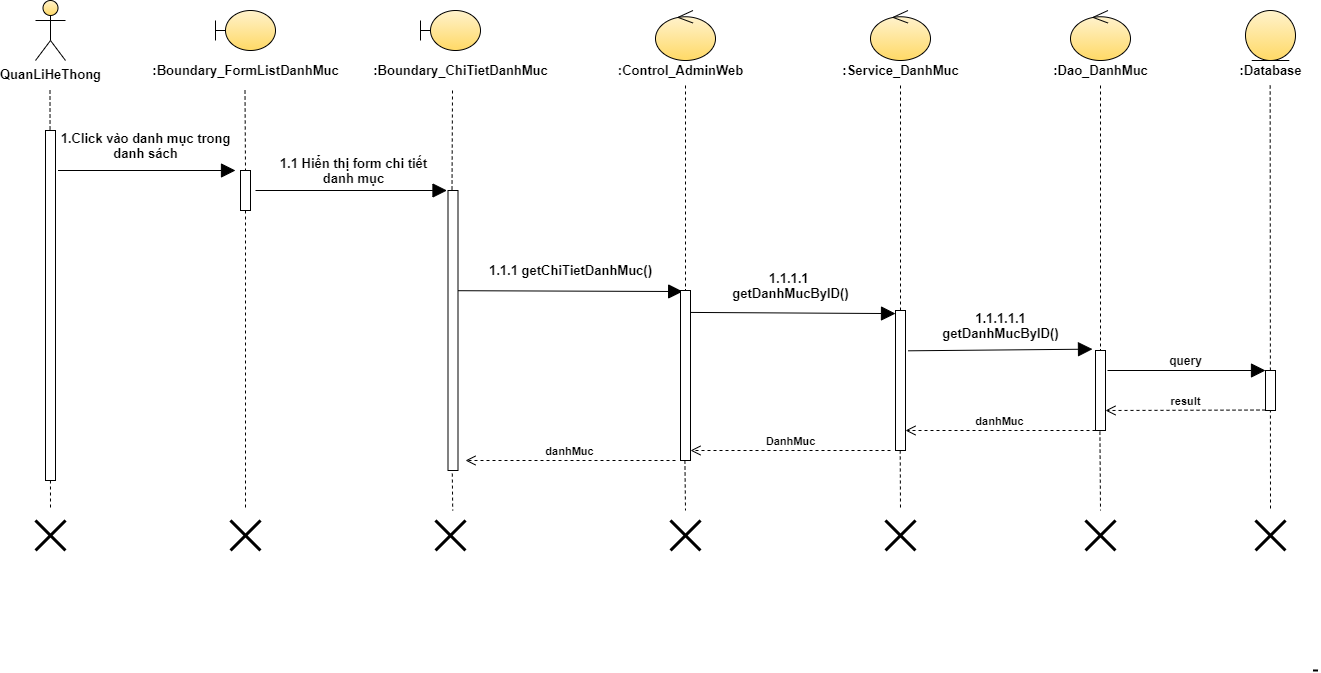 QuanLiHeThong
:Boundary_FormListDanhMuc
:Boundary_ChiTietDanhMuc
:Control_AdminWeb
:Service_DanhMuc
:Dao_DanhMuc
:Database
1.Click vào danh mục trong
danh sách
1.1 Hiển thị form chi tiết
danh mục
1.1.1 getChiTietDanhMuc()
1.1.1.1
getDanhMucByID()
1.1.1.1.1
getDanhMucByID()
query
result
danhMuc
DanhMuc
danhMuc